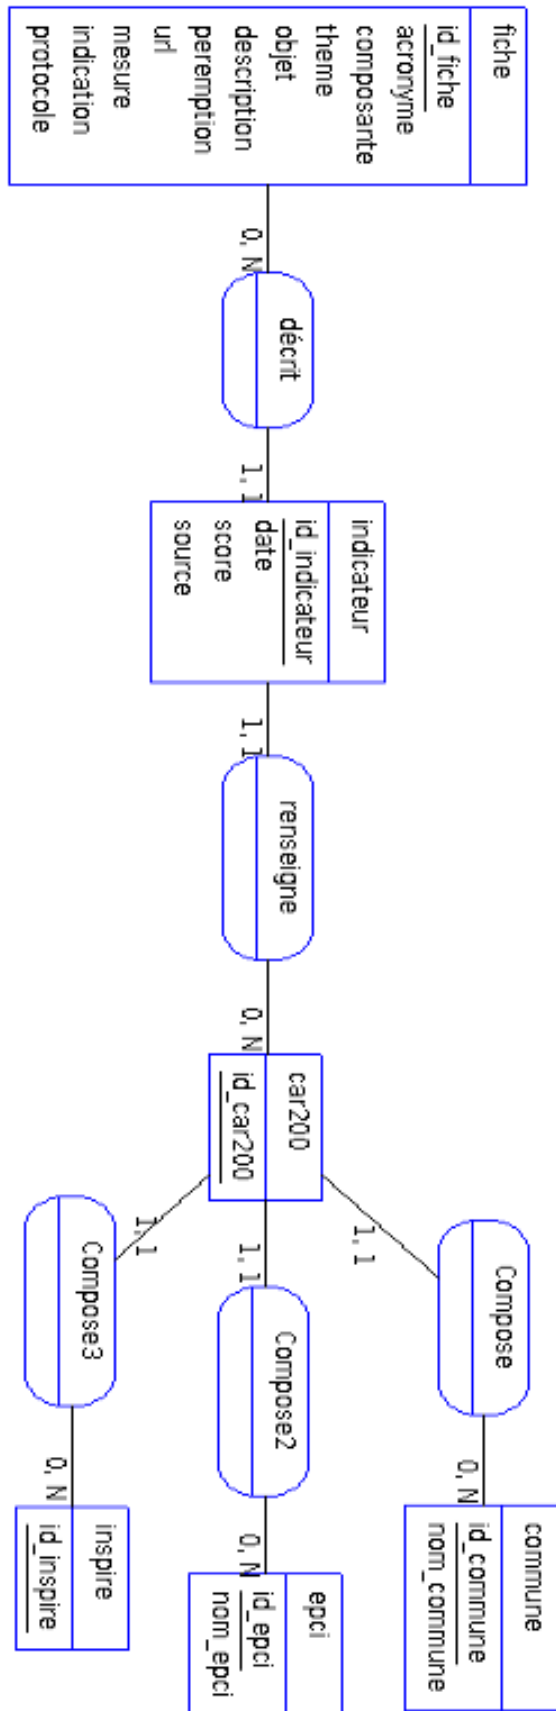 fiche
id_fiche
acronyme
composante
theme
objet
description
peremption
url
mesure
indication
protocole
0, N
décrit
1, 1
indicateur
id_indicateur
date
score
source
1, 1
renseigne
0, N
car200
id_car200
1, 1
Compose
0, N
commune
id_commune
nom_commune
1, 1
Compose2
0, N
epci
id_epci
nom_epci
1, 1
Compose3
0, N
inspire
id_inspire